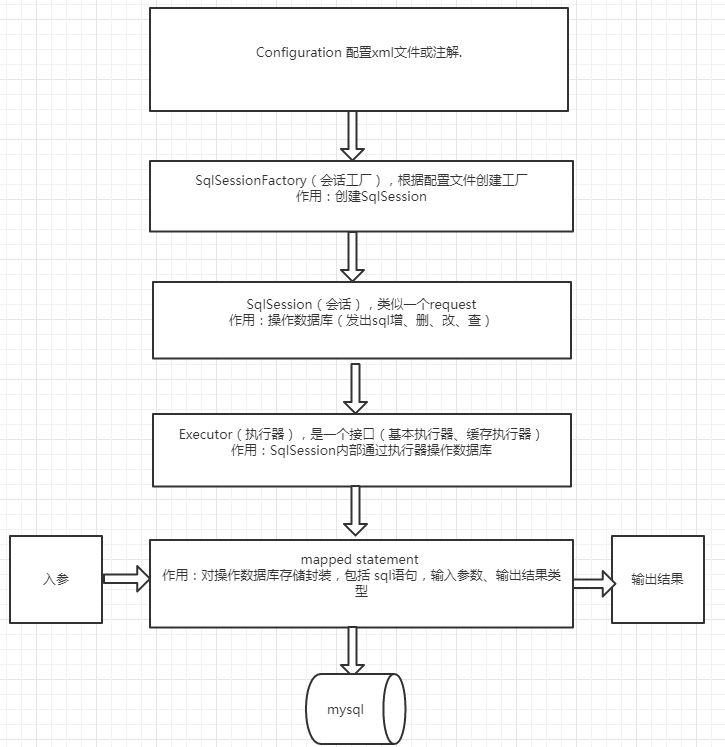 Configuration 配置xml文件或注解.
SqlSessionFactory（会话工厂），根据配置文件创建工厂
作用：创建SqlSession
SqlSession（会话），类似一个request
作用：操作数据库（发出sql增、删、改、查）
Executor（执行器），是一个接口（基本执行器、缓存执行器）
作用：SqlSession内部通过执行器操作数据库
入参
mapped statement
作用：对操作数据库存储封装，包括 sql语句，输入参数、输出结果类
型
输出结果
mysql